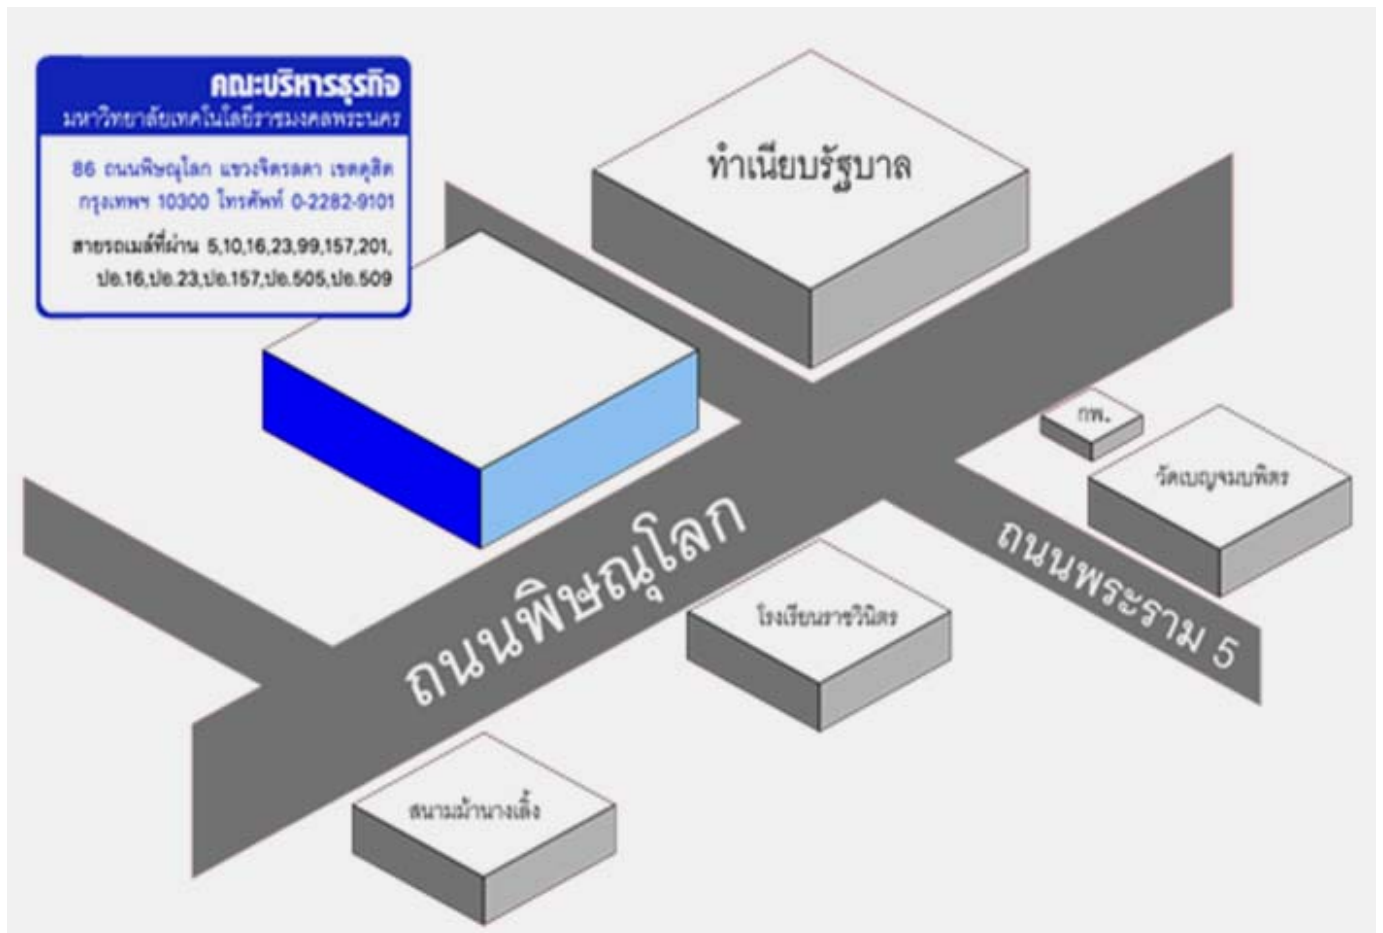 คณะบริหารธุรกิจ
มหาวิทยาลัยเทคโนโลยีราชมงคลพระนคร
86 ถนนพิษณุโลก แขวงจิตรลดา เขตดุสิต
กรุงเทพฯ 10300 โทรศัพท์ 0-2282-9101
สายรถเมล์ที่ผ่าน 5,10,16,23,99,157,201,
ปอ.16,ปอ.23,ปอ.157,ปอ.505,ปอ.509
ทำเนียบรัฐบาล
กพ.
วัดเบญจมบพิตร
ถนนพิษณุโลก
ถนนพระราม 5
โรงเรียนราชวินิตร
สนามม้านางเลิ้ง